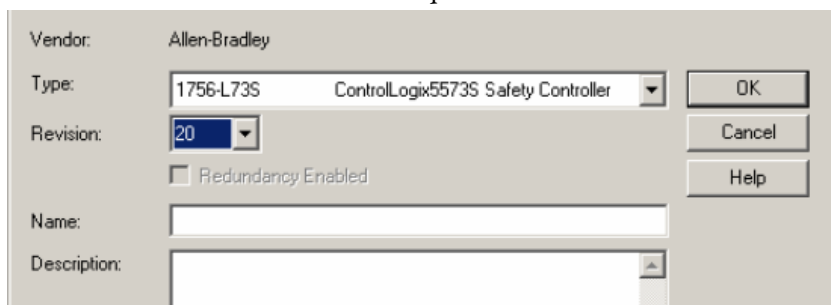 Vendor: Allen-Bradley
Type: 1756-L73S ControlLogix5573S Safety Controller OK
Revision: 20 Cancel
Redundancy Enabled Help
Name:
Description: